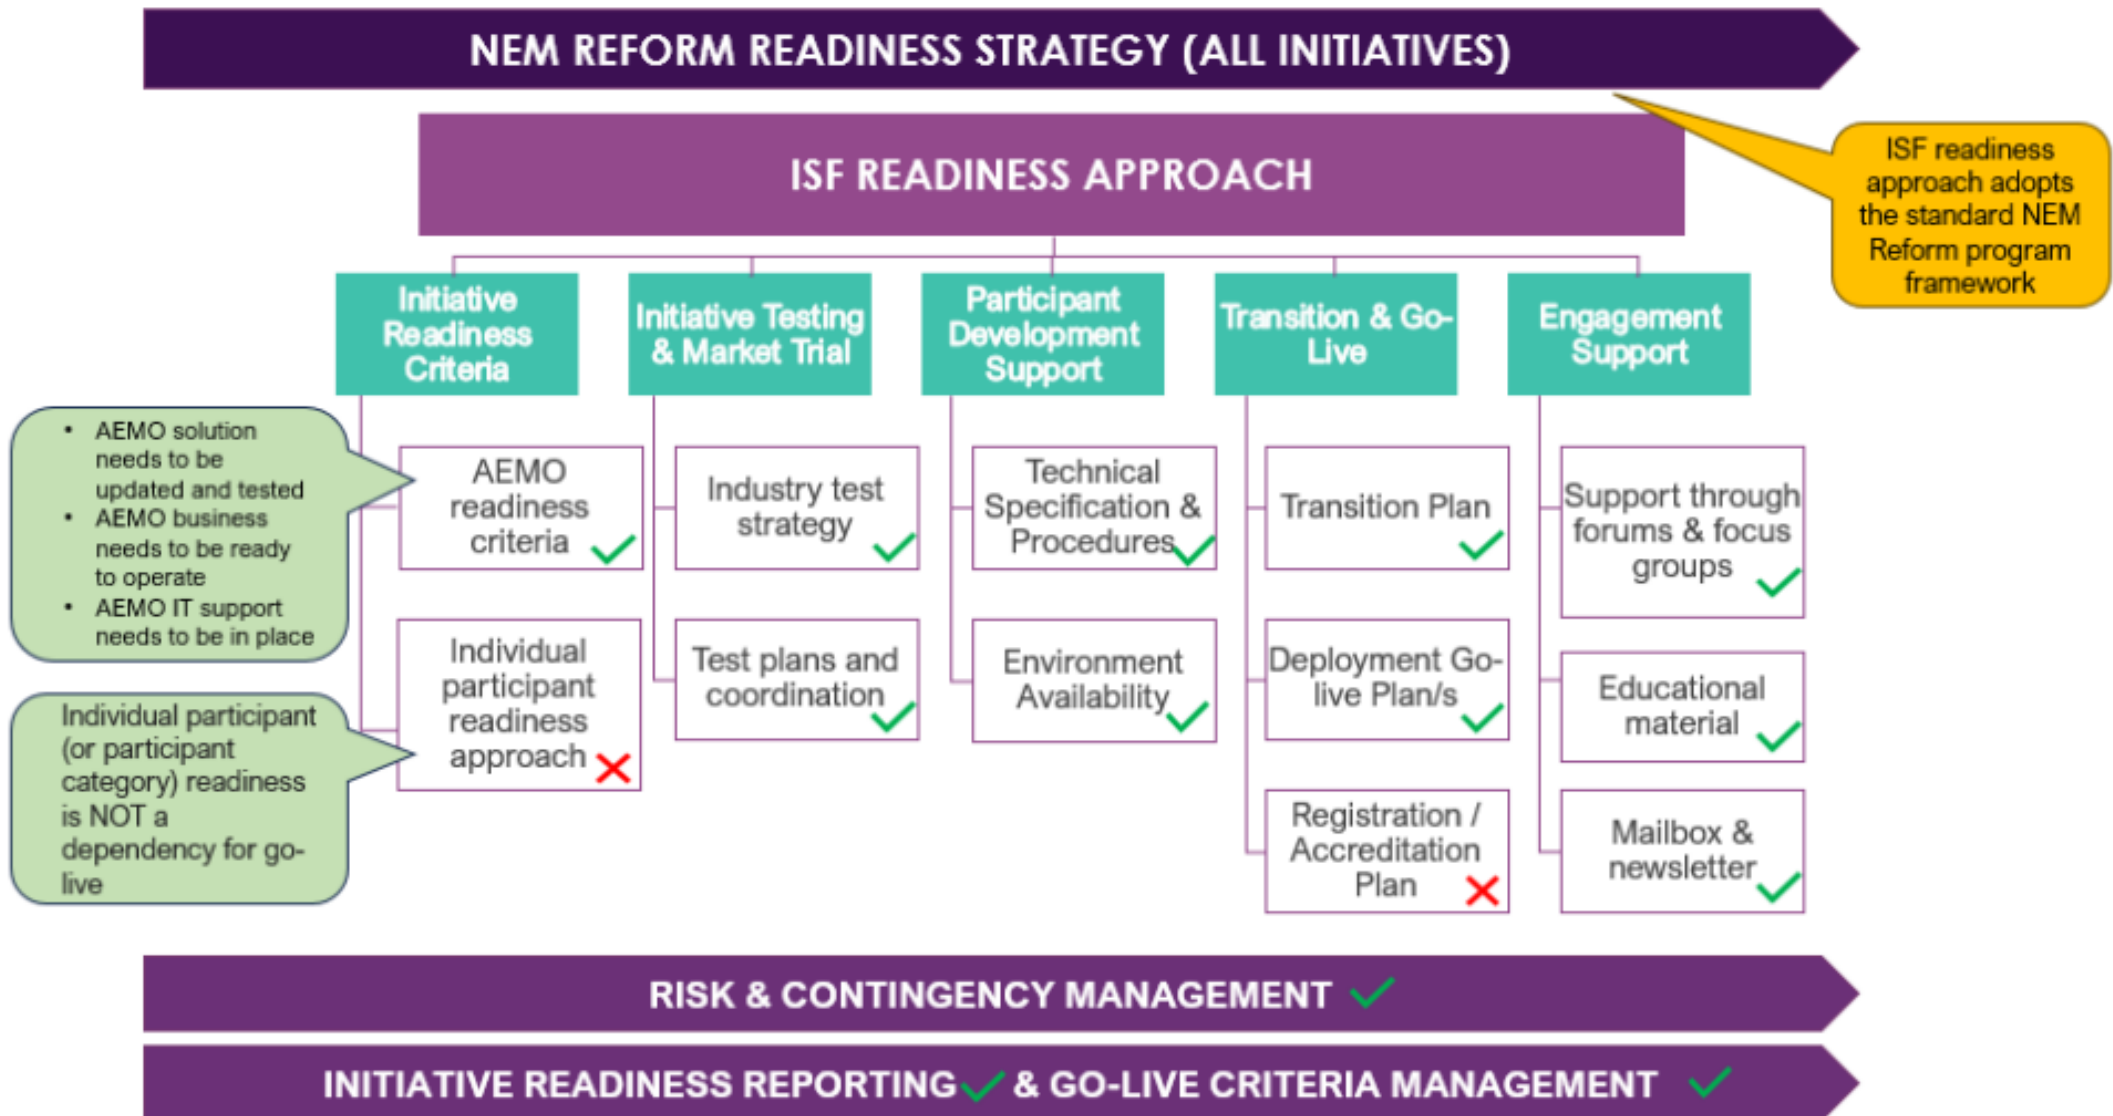 NEM REFORM READINESS STRATEGY (ALL INITIATIVES)
ISF READINESS APPROACH
ISF readiness
approach adopts
the standard NEM
Reform program
framework
Initiative
Readiness
Criteria
Initiative Testing
& Market Trial
Participant
Development
Support
Transition & Go-
Live
Engagement
Support
• AEMO solution
needs to be
updated and tested
• AEMO business
needs to be ready
to operate
• AEMO IT support
needs to be in place
AEMO
readiness
criteria
Industry test
strategy
Technical
Specification &
Procedures
Transition Plan
Support through
forums & focus
groups
Individual participant
(or participant
category) readiness
is NOT a
dependency for go-
live
Individual
participant
readiness
approach
Test plans and
coordination
Environment
Availability
Deployment Go-
live Plan/s
Educational
material
Registration /
Accreditation
Plan
Mailbox &
newsletter
RISK & CONTINGENCY MANAGEMENT
INITIATIVE READINESS REPORTING & GO-LIVE CRITERIA MANAGEMENT